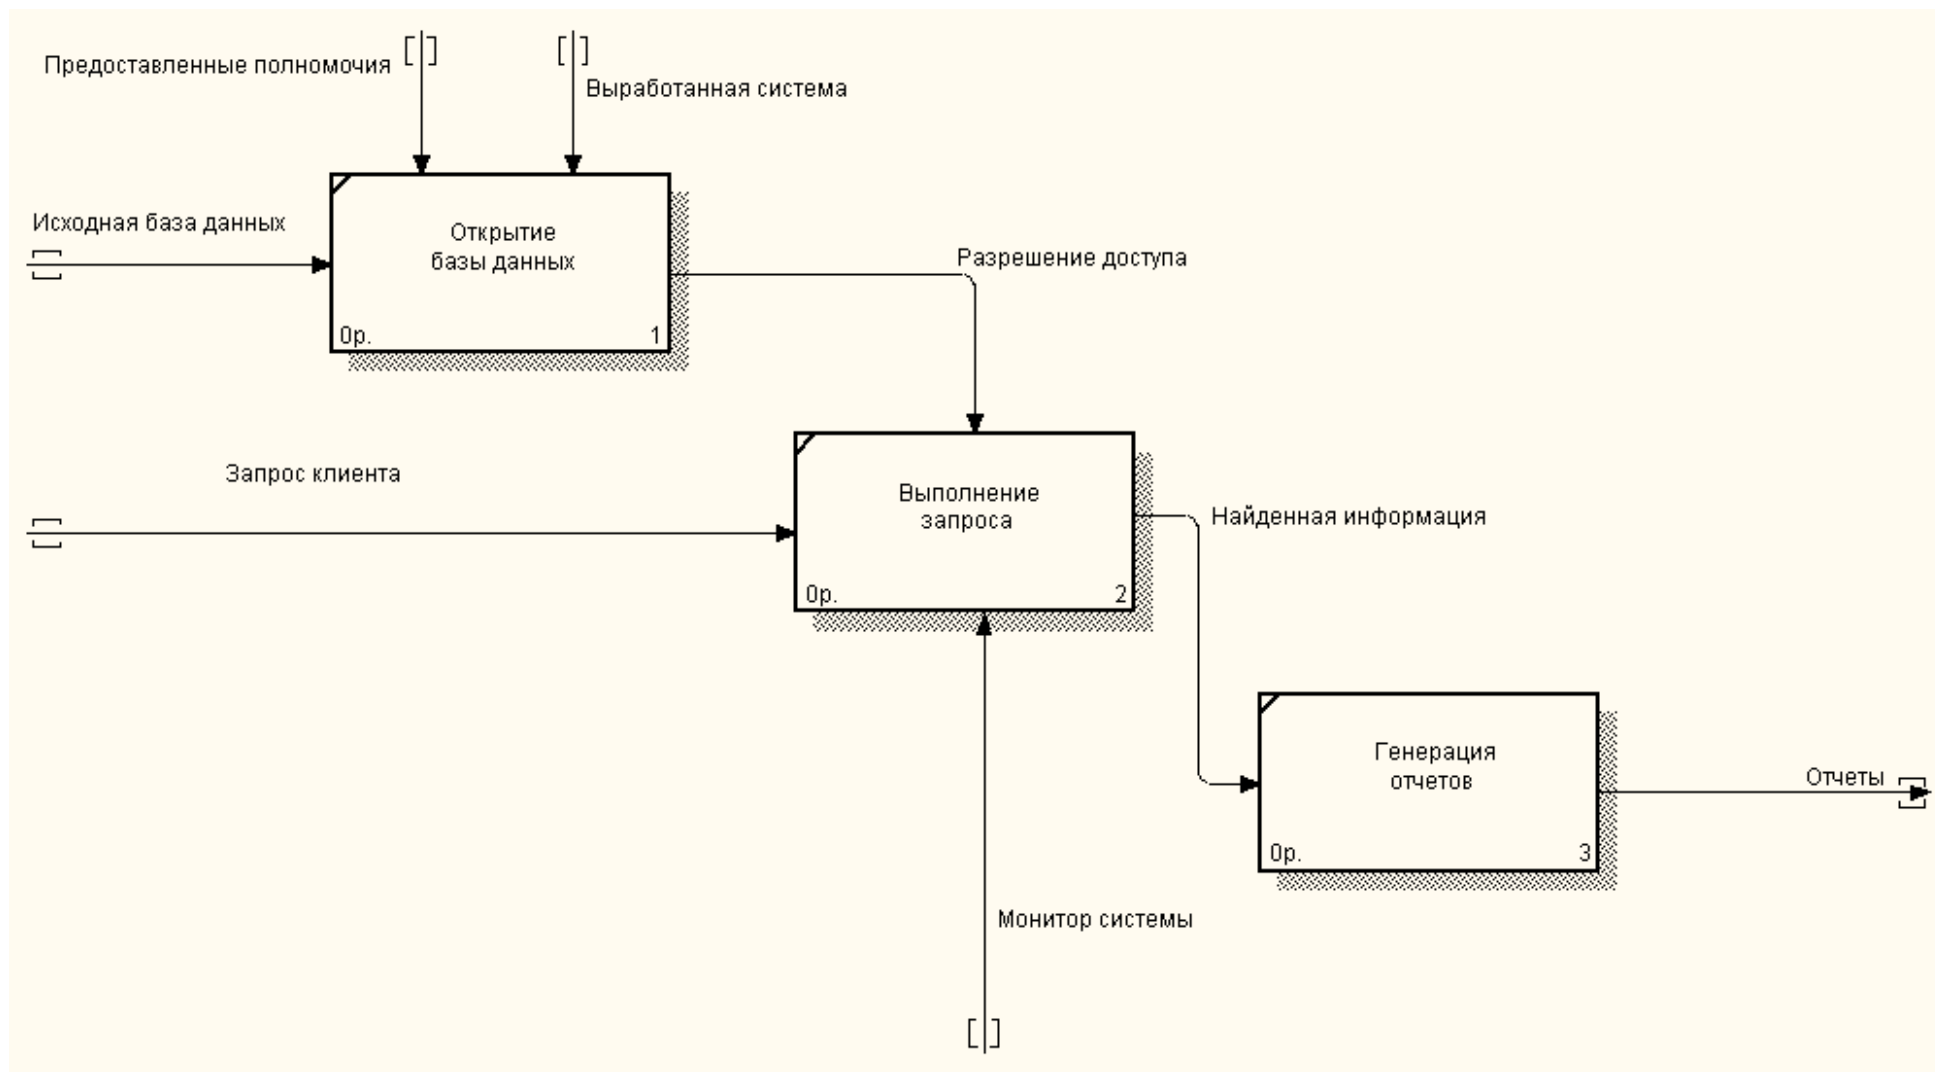 Предоставленные полномочия
Выработанная система
Исходная база данных
Открытие
базы данных
0р.
1
Разрешение доступа
Запрос клиента
Выполнение
запроса
0р.
2
Найденная информация
Генерация
отчетов
0р.
3
Отчеты
Монитор системы